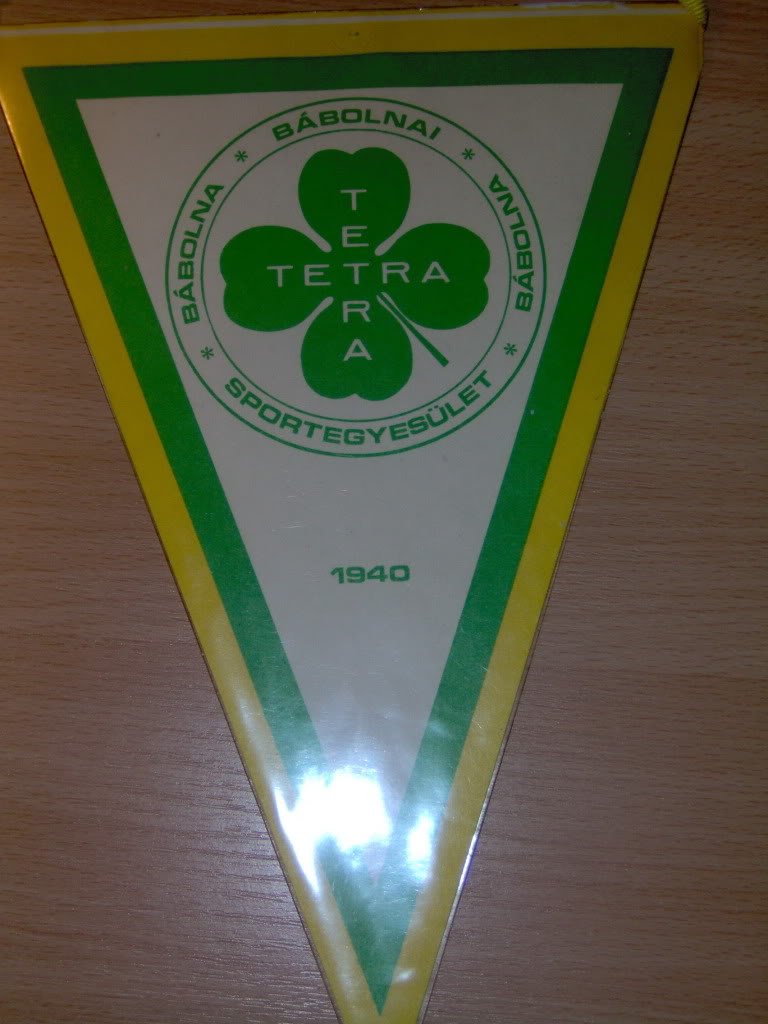 BÁBOLNAI
BÁBOLNA
BÁBOLNA
TETRA
TETRA
SPORTEGYESÜLET
1940